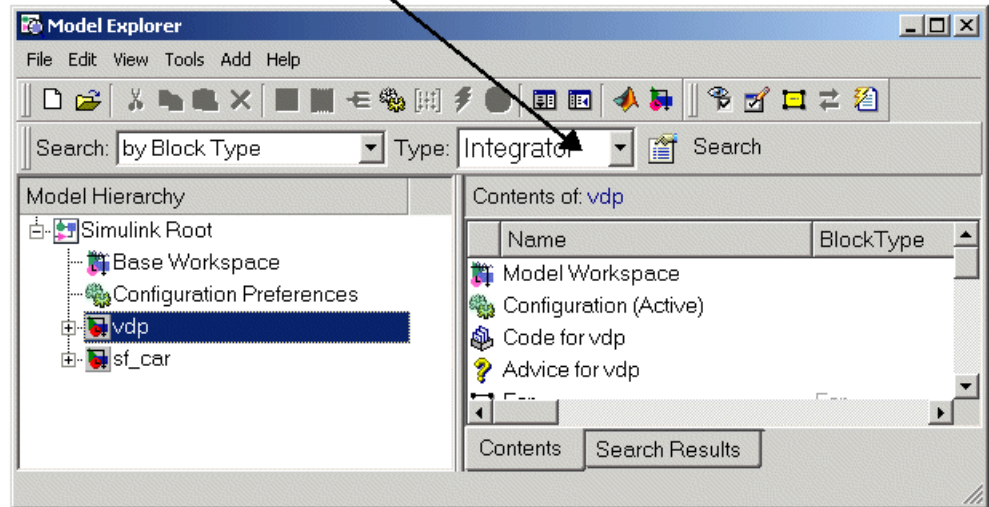 Model Explorer
File Edit View Tools Add Help
Search: by Block Type Type: Integrator Search
Model Hierarchy
Contents of: vdp
Simulink Root
Base Workspace
Configuration Preferences
vdp
sf_car
Name BlockType
Model Workspace
Configuration (Active)
Code for vdp
Advice for vdp
Contents Search Results